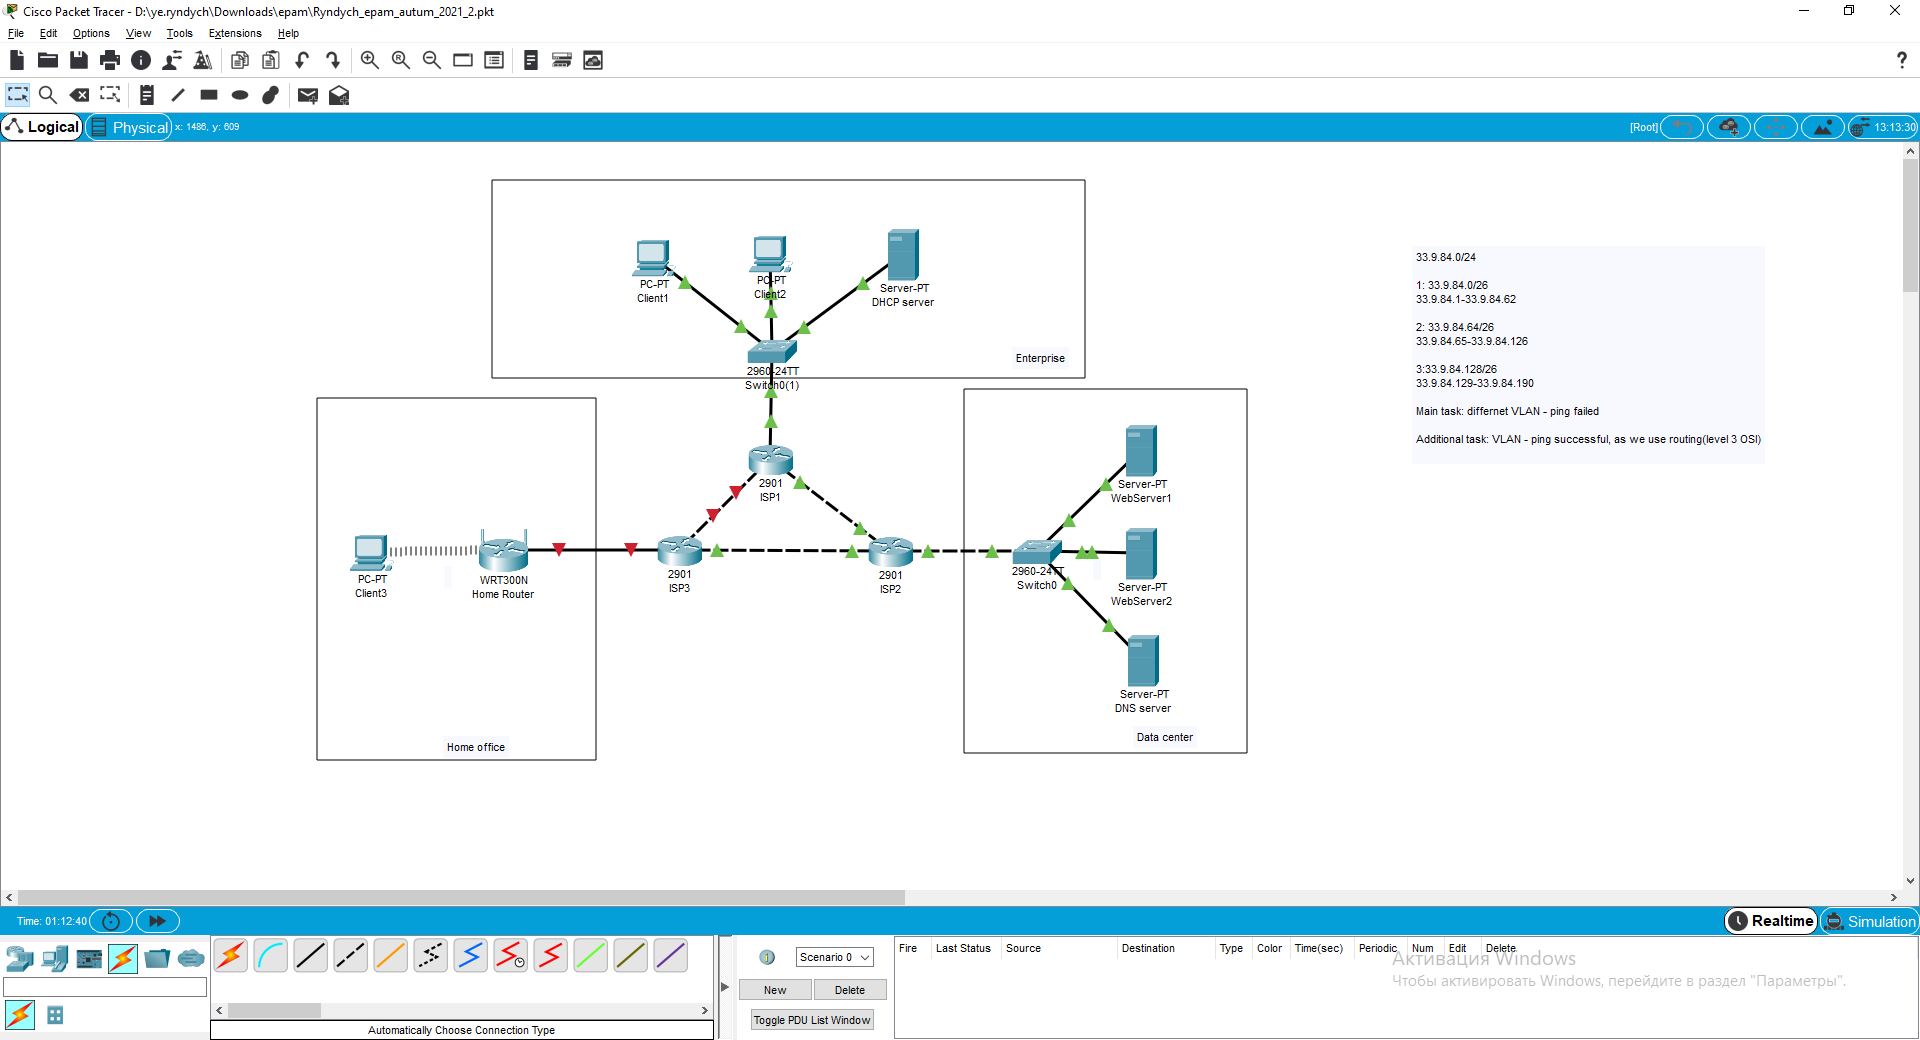 Cisco Packet Tracer - D:\ye.ryndych\Downloads\epam\Ryndych_epam_autum_2021_2.pkt
File Edit Options View Tools Extensions Help
?
Logical
Physical
x: 1486, y: 609
[Root]
13:13:30
PC-PT
Client1
PC-PT
Client2
Server-PT
DHCP server
2960-24TT
Switch0(1)
Enterprise
33.9.84.0/24
1: 33.9.84.0/26
33.9.84.1-33.9.84.62
2: 33.9.84.64/26
33.9.84.65-33.9.84.126
3:33.9.84.128/26
33.9.84.129-33.9.84.190
Main task: differnet VLAN - ping failed
Additional task: VLAN - ping successful, as we use routing(level 3 OSI)
2901
ISP1
PC-PT
Client3
WRT300N
Home Router
2901
ISP3
2901
ISP2
2960-24TT
Switch0
Server-PT
WebServer1
Server-PT
WebServer2
Server-PT
DNS server
Home office
Data center
Time: 01:12:40
Realtime
Simulation
Scenario 0
New
Delete
Toggle PDU List Window
Automatically Choose Connection Type
Fire Last Status Source Destination Type Color Time(sec) Periodic Num Edit Delete
Активация Windows
Чтобы активировать Windows, перейдите в раздел "Параметры".